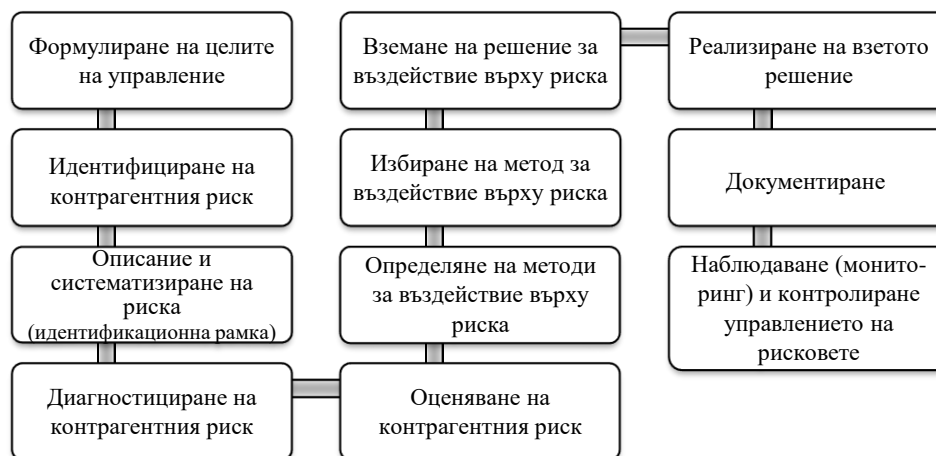 Формулиране на целите
на управление
Идентифициране на
контрагентния риск
Описание и
систематизиране на
риска
(идентификационна рамка)
Диагностициране на
контрагентния риск
Оценяване на
контрагентния риск
Определяне на методи
за въздействие върху
риска
Избиране на метод за
въздействие върху риска
Вземане на решение за
въздействие върху риска
Реализиране на взетото
решение
Документиране
Наблюдаване (монито-
ринг) и контролиране
управлението на
рисковете